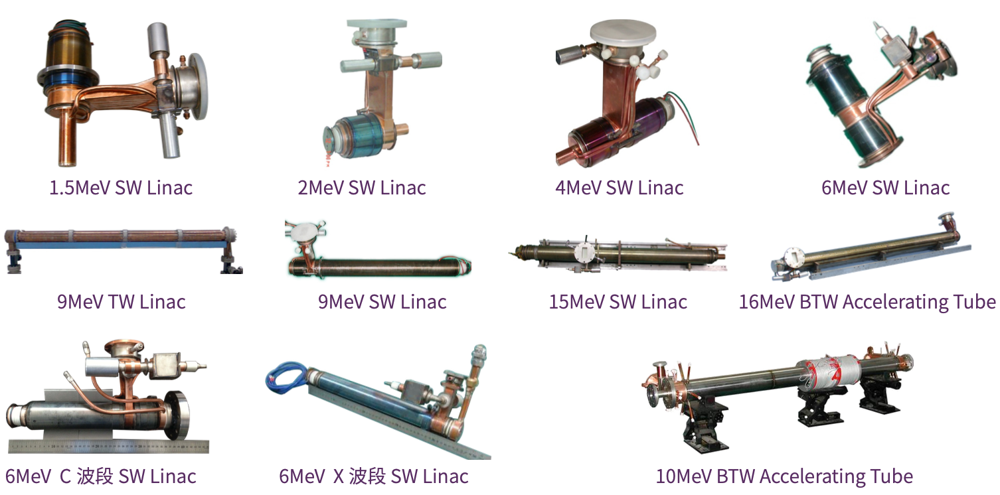 1.5MeV SW Linac
2MeV SW Linac
4MeV SW Linac
6MeV SW Linac
9MeV TW Linac
9MeV SW Linac
15MeV SW Linac
16MeV BTW Accelerating Tube
6MeV C 波段 SW Linac
6MeV X 波段 SW Linac
10MeV BTW Accelerating Tube